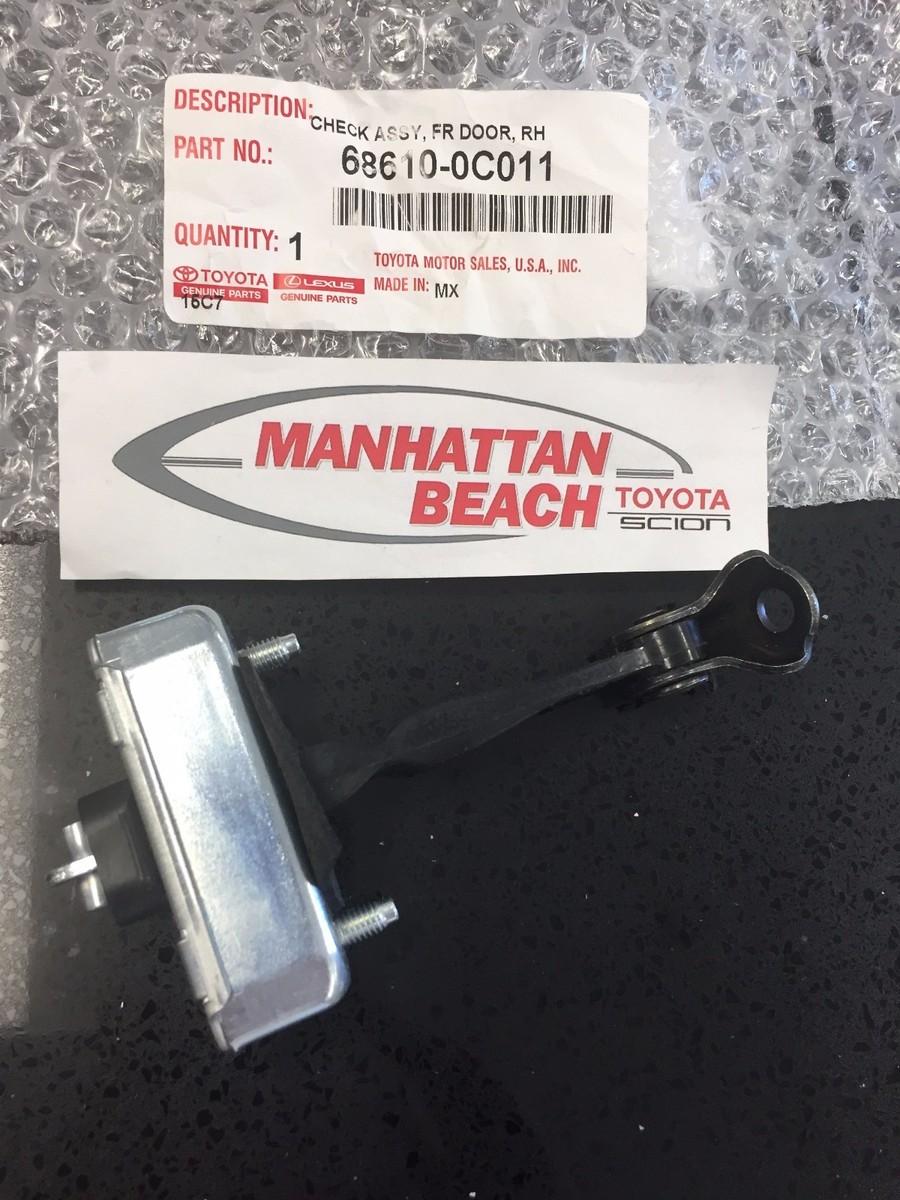 DESCRIPTION: CHECK ASSY, FR DOOR, RH
PART NO.: 68610-0C011
QUANTITY: 1
TOYOTA MOTOR SALES, U.S.A., INC.
MADE IN: MX
TOYOTA
GENUINE PARTS
LEXUS
GENUINE PARTS
15C7
MANHATTAN
BEACH
TOYOTA
SCION